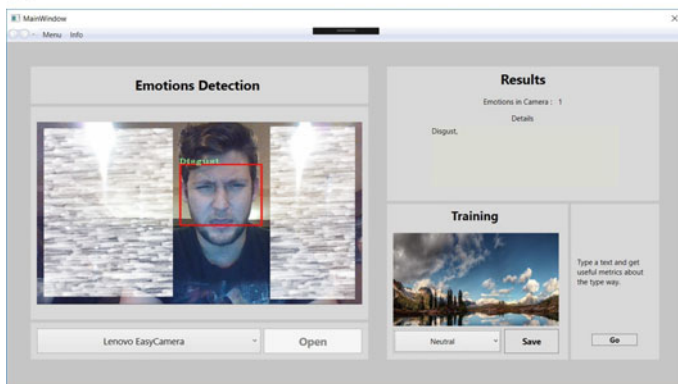 MainWindow
Menu Info
Emotions Detection
Disgust
Lenovo EasyCamera
Open
Results
Emotions in Camera : 1
Details
Disgust,
Training
Neutral
Save
Type a text and get
useful metrics about
the type way.
Go